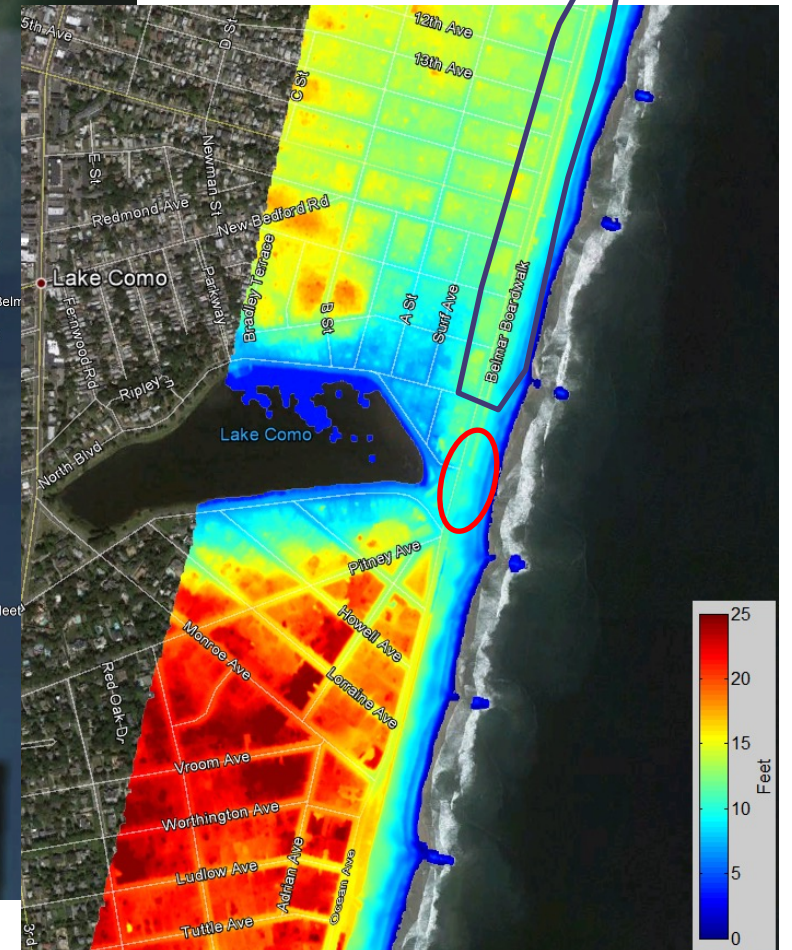 12th Ave
5th Ave
D St
13th Ave
C St
E St
Newman St
Redmond Ave
New Bedford Rd
Lake Como
Parkway
Bradley Terrace
B St
A St
Surf Ave
Belmar Boardwalk
Belm
Fernwood Rd
Ripley
Lake Como
North Blvd
Pitney Ave
leet
Howell Ave
Monroe Ave
Lorraine Ave
Red Oak Dr
Vroom Ave
Worthington Ave
Ludlow Ave
Adrian Ave
Ocean Ave
Tuttle Ave
3rd
25
20
15
10
5
0
Feet